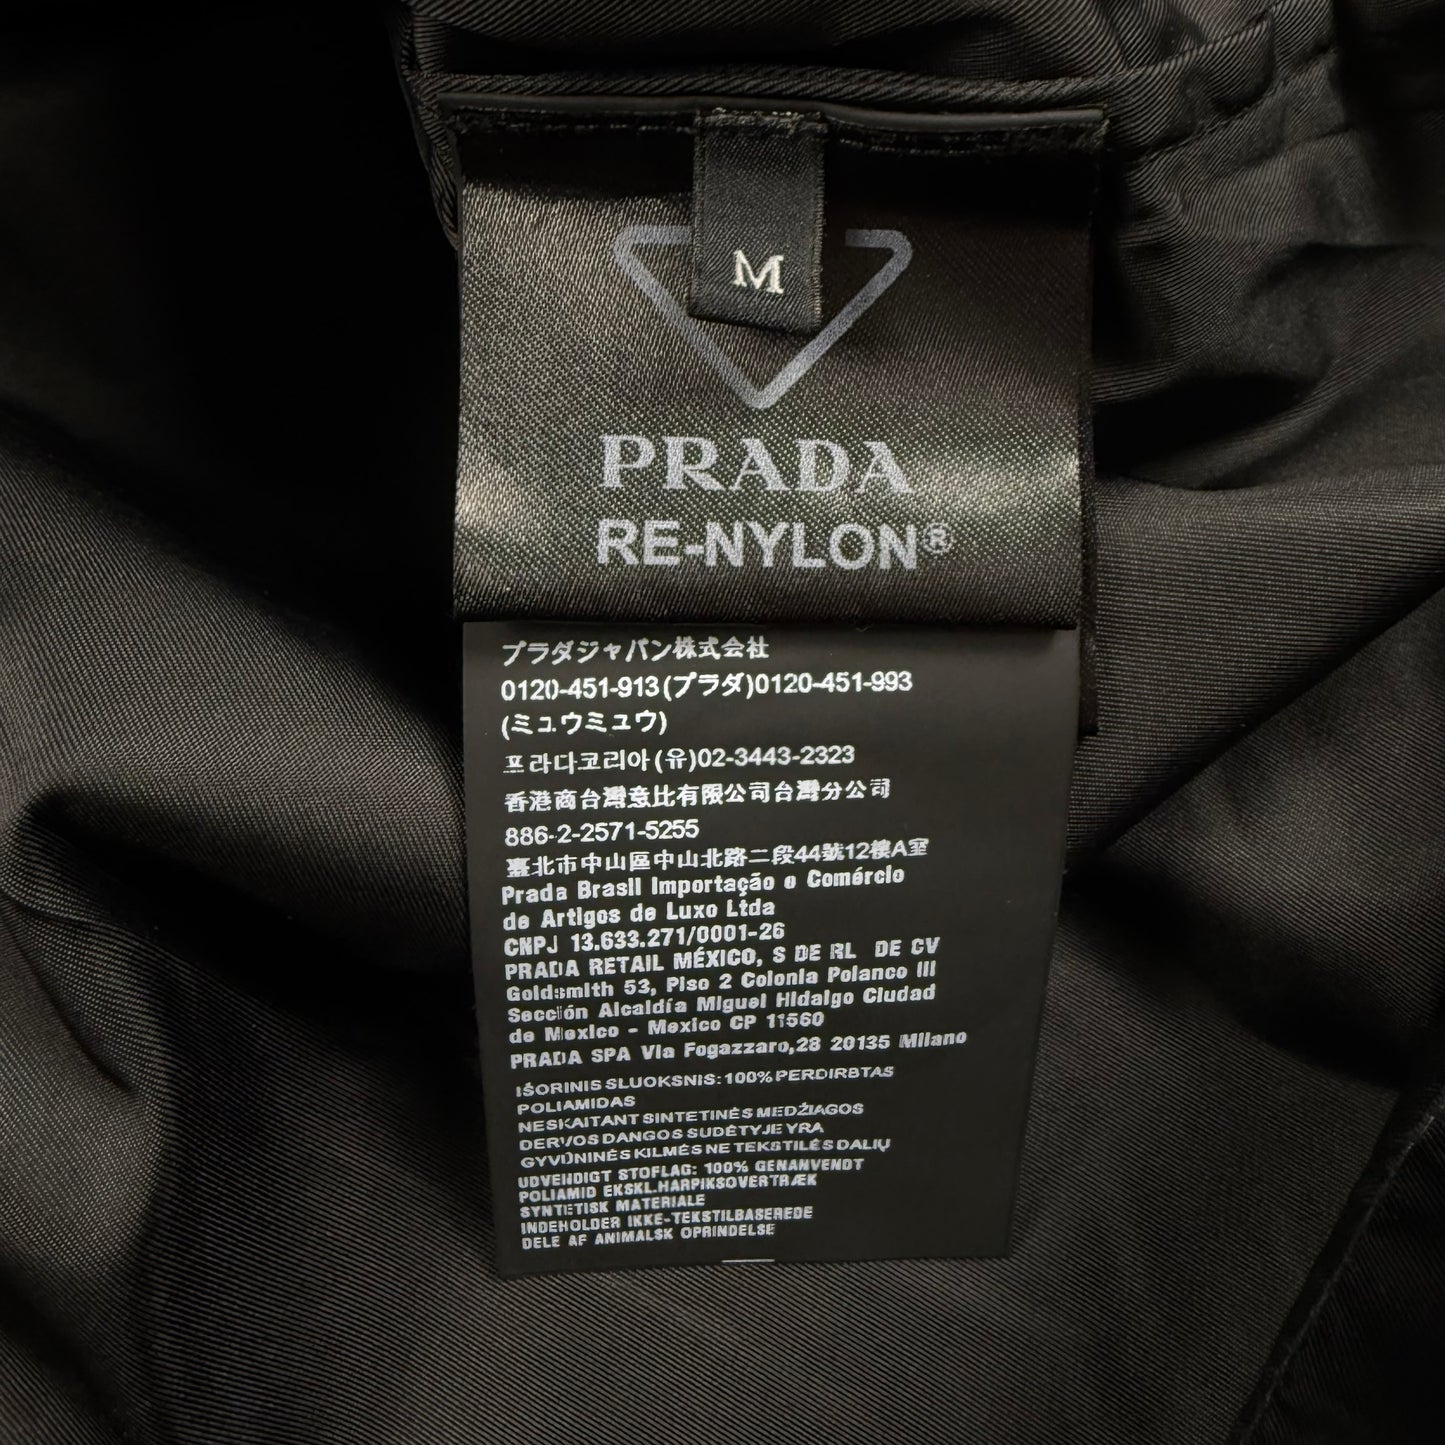 M
PRADA
RE-NYLON®
プラダジャパン株式会社
0120-451-913(プラダ)0120-451-993
(ミュウミュウ)
프라다코리아(유)02-3443-2323
香港商台灣意比有限公司台灣分公司
886-2-2571-5255
臺北市中山區中山北路二段44號12樓A室
Prada Brasil Importação e Comércio
de Artigos de Luxo Ltda
CNPJ 13.633.271/0001-26
PRADA RETAIL MÉXICO, S DE RL DE CV
Goldsmith 53, Piso 2 Colonia Polanco III
Sección Alcaldía Miguel Hidalgo Ciudad
de Mexico - Mexico CP 11560
PRADA SPA Via Fogazzaro,28 20135 Milano
IŠORINIS SLUOKSNIS: 100% PERDIRBTAS
POLIAMIDAS
NESKAITANT SINTETINĖS MEDŽIAGOS
DERVOS DANGOS SUDĖTYJE YRA
GYVŪNINĖS KILMĖS NE TEKSTILĖS DALIŲ
UDVENDIGT STOFLAG: 100% GENANVENDT
POLIAMID EKSKL.HARPIKSOVERTRÆK
SYNTETISK MATERIALE
INDEHOLDER IKKE-TEKSTILBASEREDE
DELE AF ANIMALSK OPRINDELSE